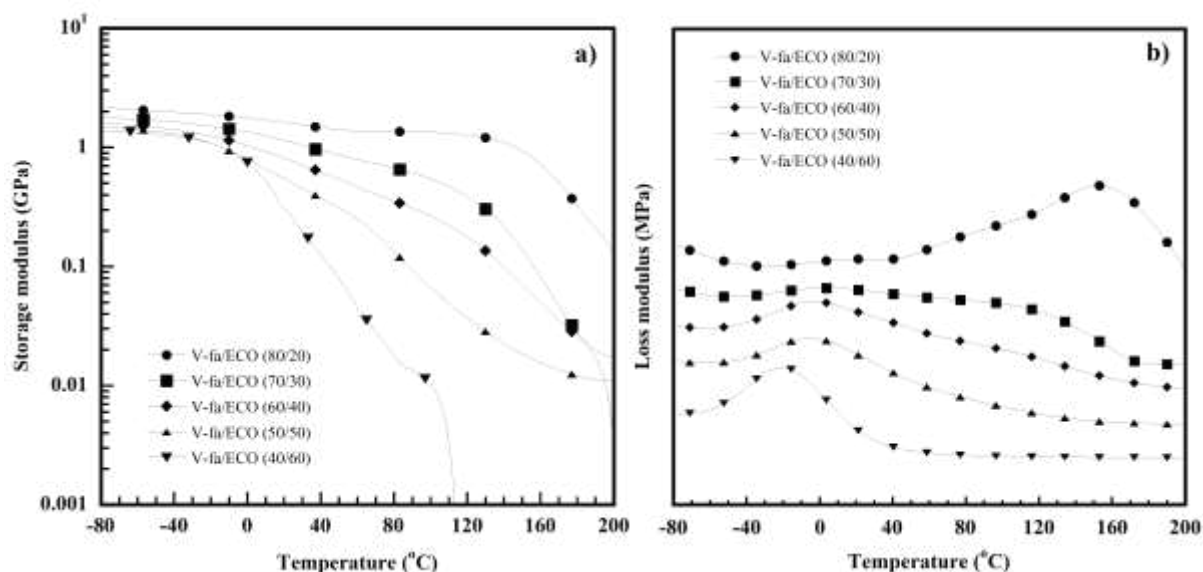 a)
10¹
1
0.1
0.01
0.001
Storage modulus (GPa)
V-fa/ECO (80/20)
V-fa/ECO (70/30)
V-fa/ECO (60/40)
V-fa/ECO (50/50)
V-fa/ECO (40/60)
-80 -40 0 40 80 120 160 200
Temperature (°C)
b)
Loss modulus (MPa)
V-fa/ECO (80/20)
V-fa/ECO (70/30)
V-fa/ECO (60/40)
V-fa/ECO (50/50)
V-fa/ECO (40/60)
-80 -40 0 40 80 120 160 200
Temperature (°C)